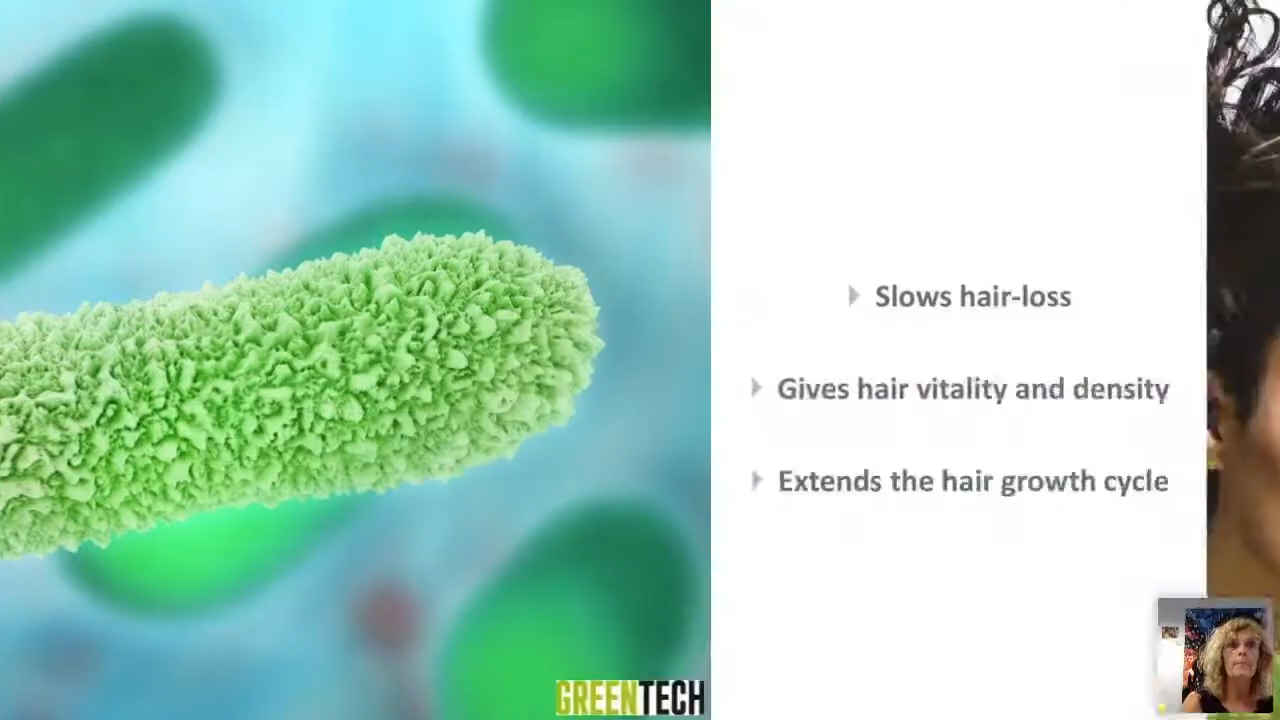 Slows hair-loss
Gives hair vitality and density
Extends the hair growth cycle
GREENTECH